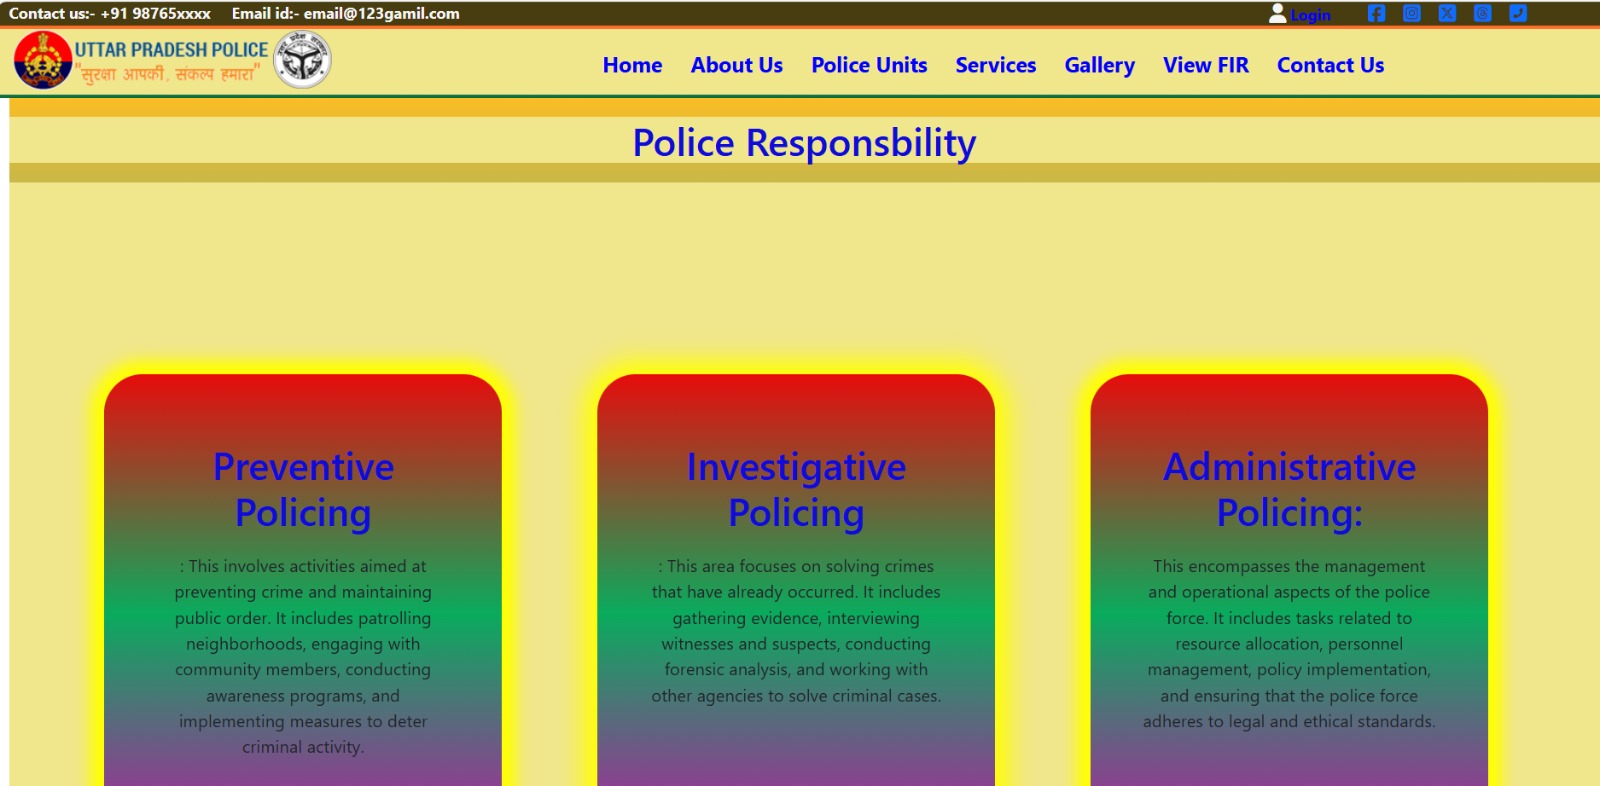 Contact us:- +91 98765xxxx Email id:- email@123gamil.com Login
UTTAR PRADESH POLICE
"सुरक्षा आपकी, संकल्प हमारा"
Home About Us Police Units Services Gallery View FIR Contact Us
Police Responsbility
Preventive
Policing
: This involves activities aimed at
preventing crime and maintaining
public order. It includes patrolling
neighborhoods, engaging with
community members, conducting
awareness programs, and
implementing measures to deter
criminal activity.
Investigative
Policing
: This area focuses on solving crimes
that have already occurred. It includes
gathering evidence, interviewing
witnesses and suspects, conducting
forensic analysis, and working with
other agencies to solve criminal cases.
Administrative
Policing:
This encompasses the management
and operational aspects of the police
force. It includes tasks related to
resource allocation, personnel
management, policy implementation,
and ensuring that the police force
adheres to legal and ethical standards.